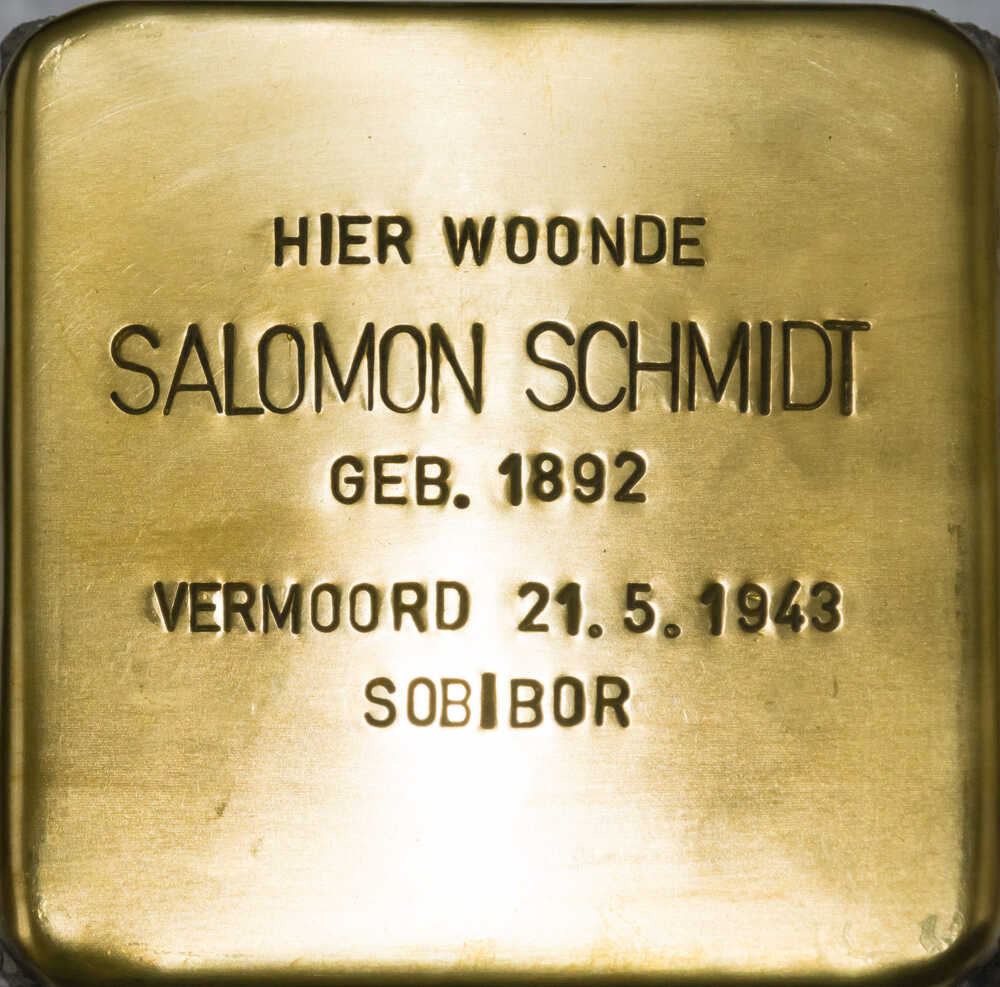 HIER WOONDE
SALOMON SCHMIDT
GEB. 1892
VERMOORD 21.5.1943
SOBIBOR